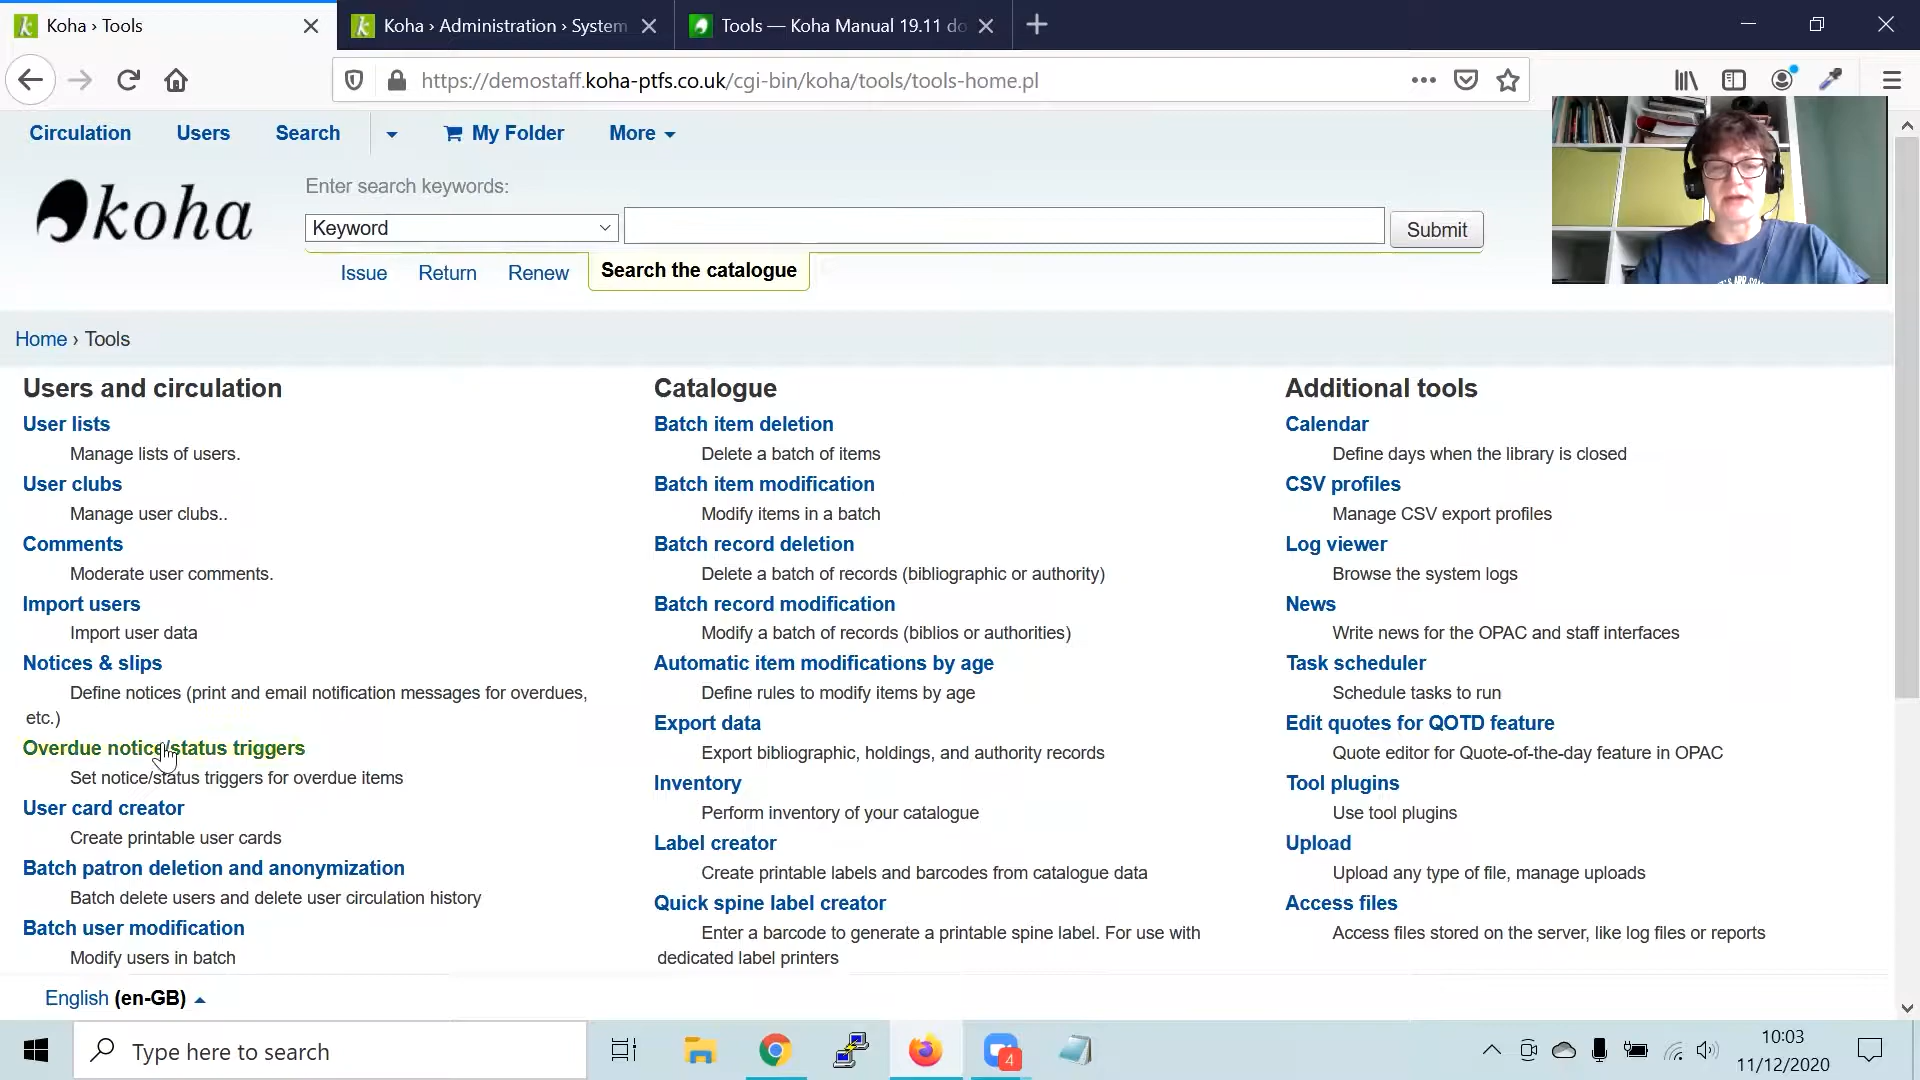 Koha › Tools
Koha › Administration › System
Tools — Koha Manual 19.11 do
https://demostaff.koha-ptfs.co.uk/cgi-bin/koha/tools/tools-home.pl
Circulation Users Search My Folder More
koha
Enter search keywords:
Keyword
Submit
Issue Return Renew Search the catalogue
Home › Tools
Users and circulation
User lists
Manage lists of users.
User clubs
Manage user clubs..
Comments
Moderate user comments.
Import users
Import user data
Notices & slips
Define notices (print and email notification messages for overdues,
etc.)
Overdue notice/status triggers
Set notice/status triggers for overdue items
User card creator
Create printable user cards
Batch patron deletion and anonymization
Batch delete users and delete user circulation history
Batch user modification
Modify users in batch
Catalogue
Batch item deletion
Delete a batch of items
Batch item modification
Modify items in a batch
Batch record deletion
Delete a batch of records (bibliographic or authority)
Batch record modification
Modify a batch of records (biblios or authorities)
Automatic item modifications by age
Define rules to modify items by age
Export data
Export bibliographic, holdings, and authority records
Inventory
Perform inventory of your catalogue
Label creator
Create printable labels and barcodes from catalogue data
Quick spine label creator
Enter a barcode to generate a printable spine label. For use with
dedicated label printers
Additional tools
Calendar
Define days when the library is closed
CSV profiles
Manage CSV export profiles
Log viewer
Browse the system logs
News
Write news for the OPAC and staff interfaces
Task scheduler
Schedule tasks to run
Edit quotes for QOTD feature
Quote editor for Quote-of-the-day feature in OPAC
Tool plugins
Use tool plugins
Upload
Upload any type of file, manage uploads
Access files
Access files stored on the server, like log files or reports
English (en-GB)
Type here to search
4
10:03
11/12/2020